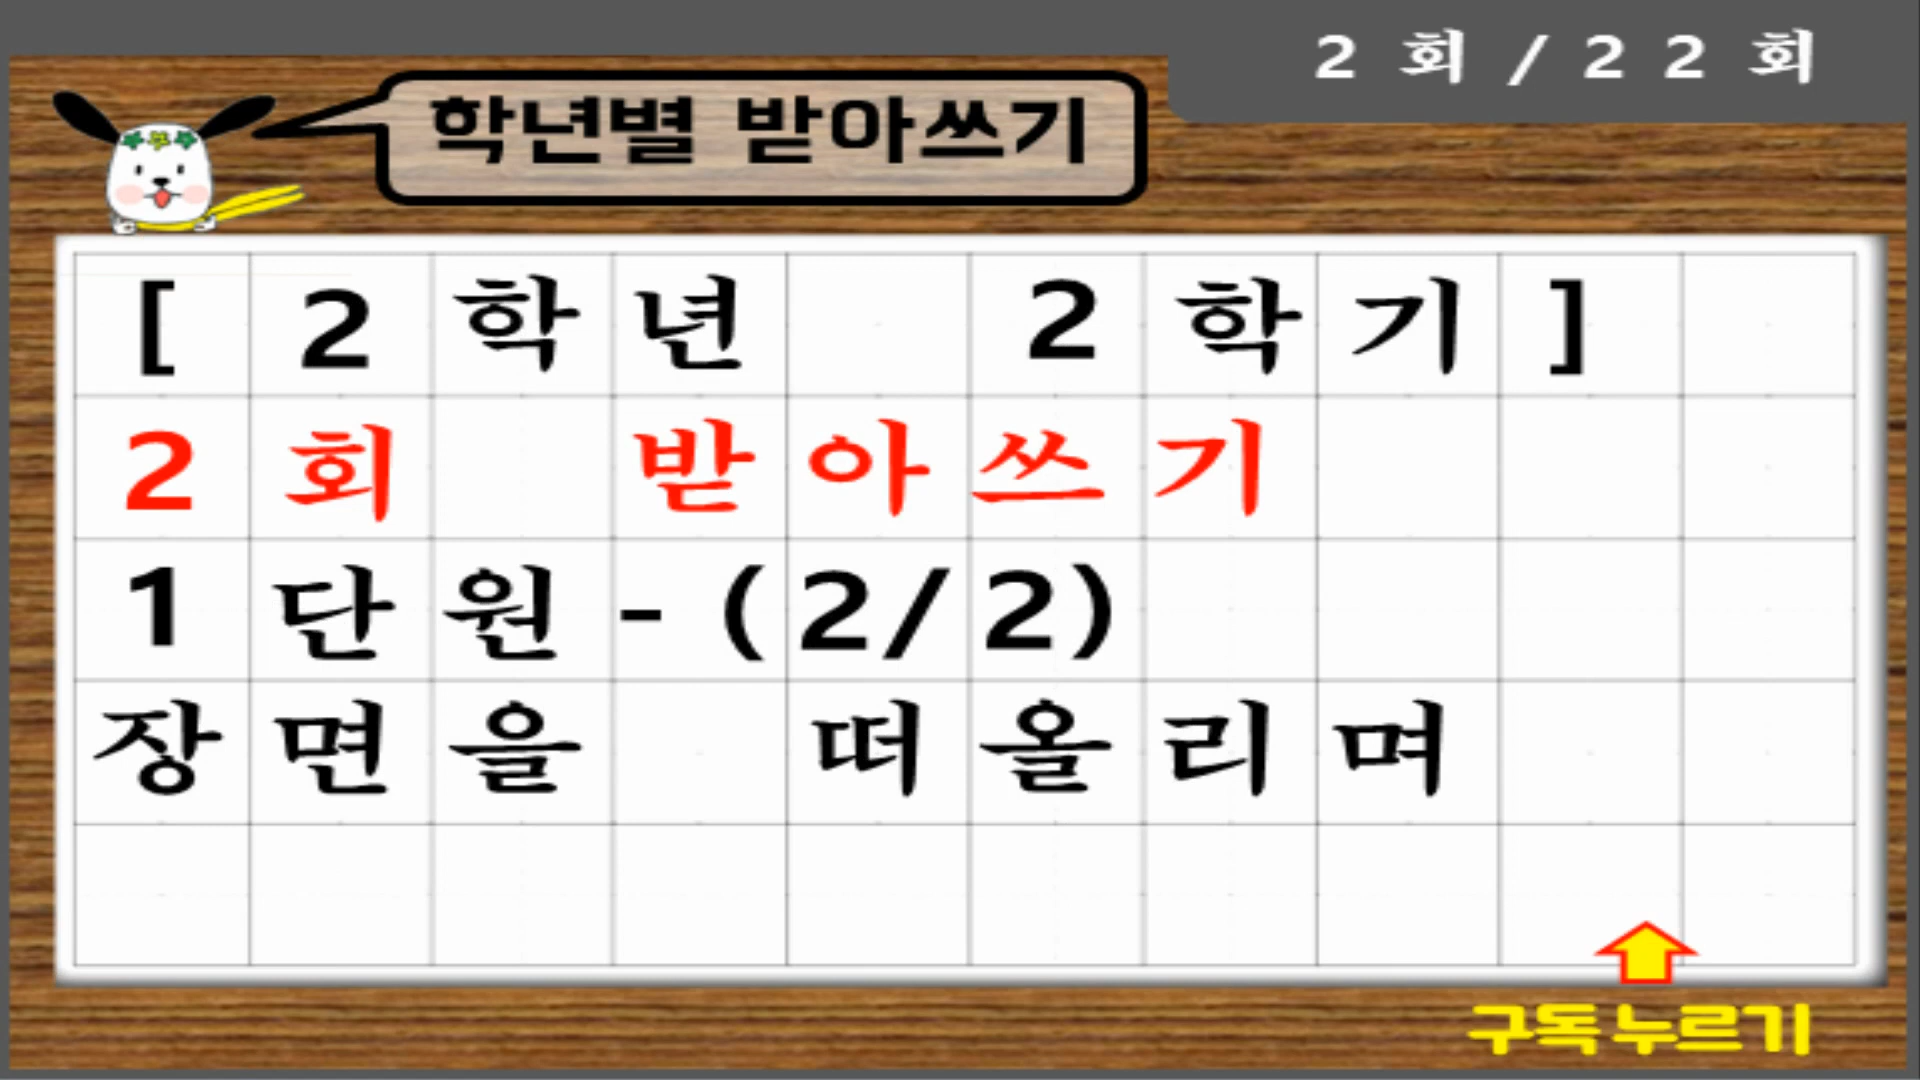 2 회 / 2 2 회
학년별 받아쓰기
[ 2학년 2학기 ]
2회 받아쓰기
1단원-(2/2)
장면을 떠올리며
구독누르기